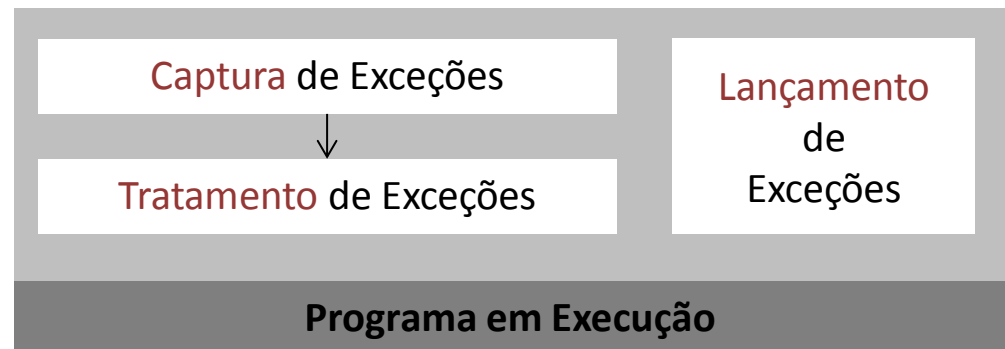 Captura de Exceções
Tratamento de Exceções
Lançamento
de
Exceções
Programa em Execução